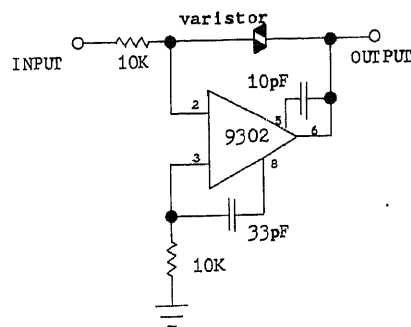 varistor
INPUT
10K
OUTPUT
10pF
2
5
9302
6
3
8
33pF
10K